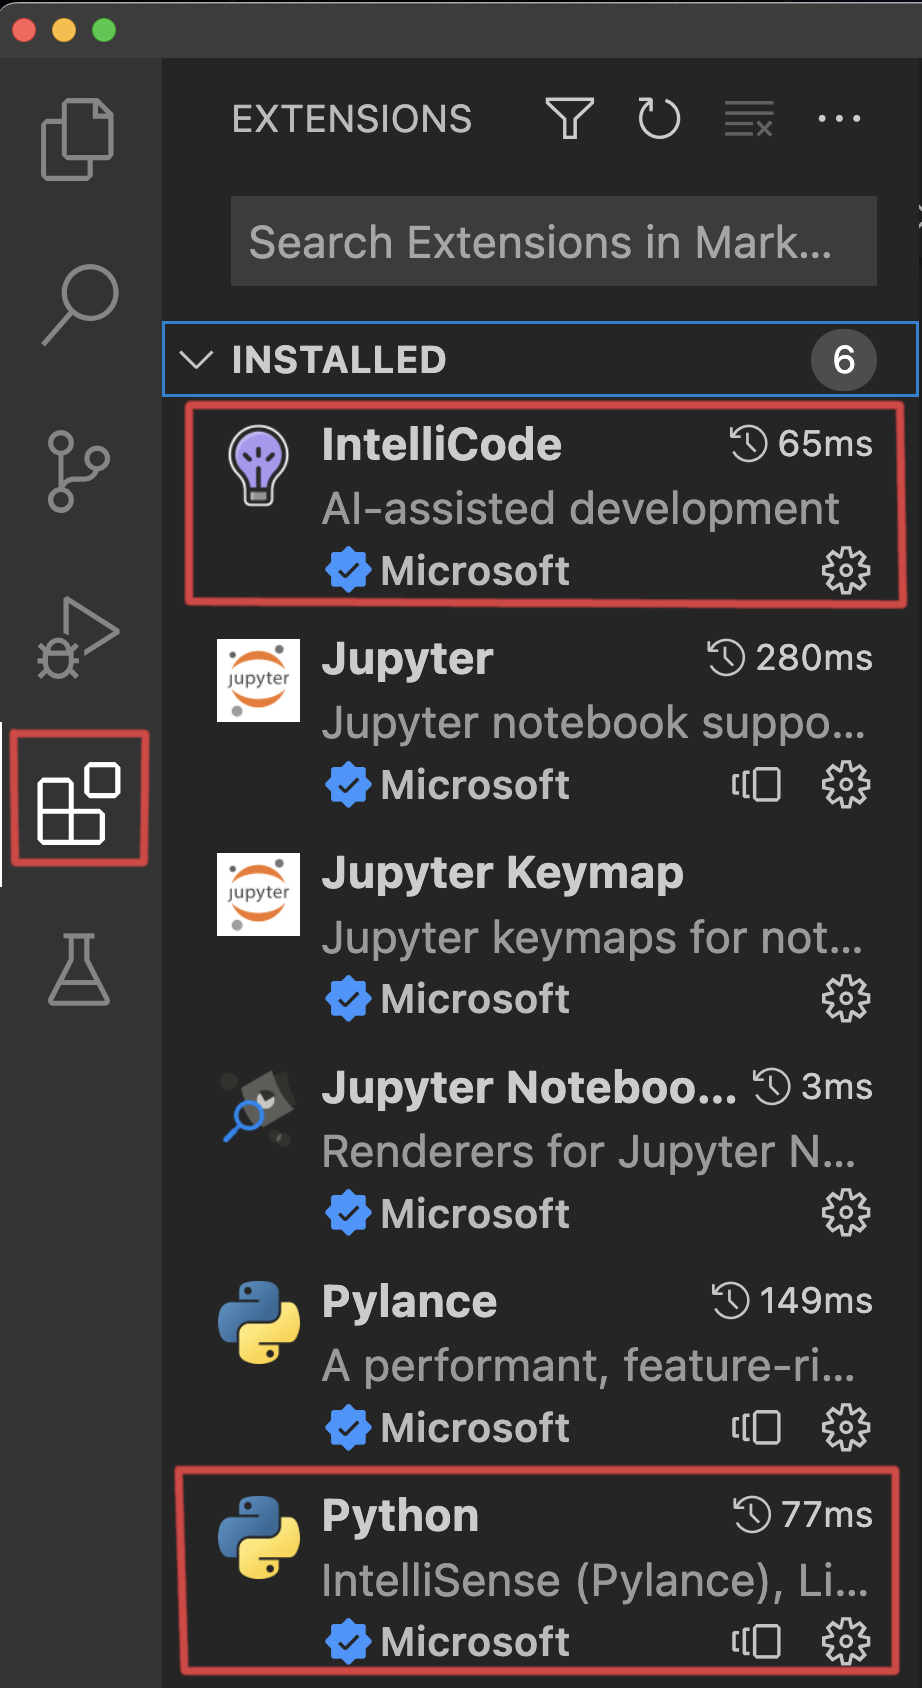 EXTENSIONS
Search Extensions in Mark...
INSTALLED 6
IntelliCode 65ms
AI-assisted development
Microsoft
jupyter
Jupyter 280ms
Jupyter notebook suppo...
Microsoft
jupyter
Jupyter Keymap
Jupyter keymaps for not...
Microsoft
Jupyter Noteboo... 3ms
Renderers for Jupyter N...
Microsoft
Pylance 149ms
A performant, feature-ri...
Microsoft
Python 77ms
IntelliSense (Pylance), Li...
Microsoft